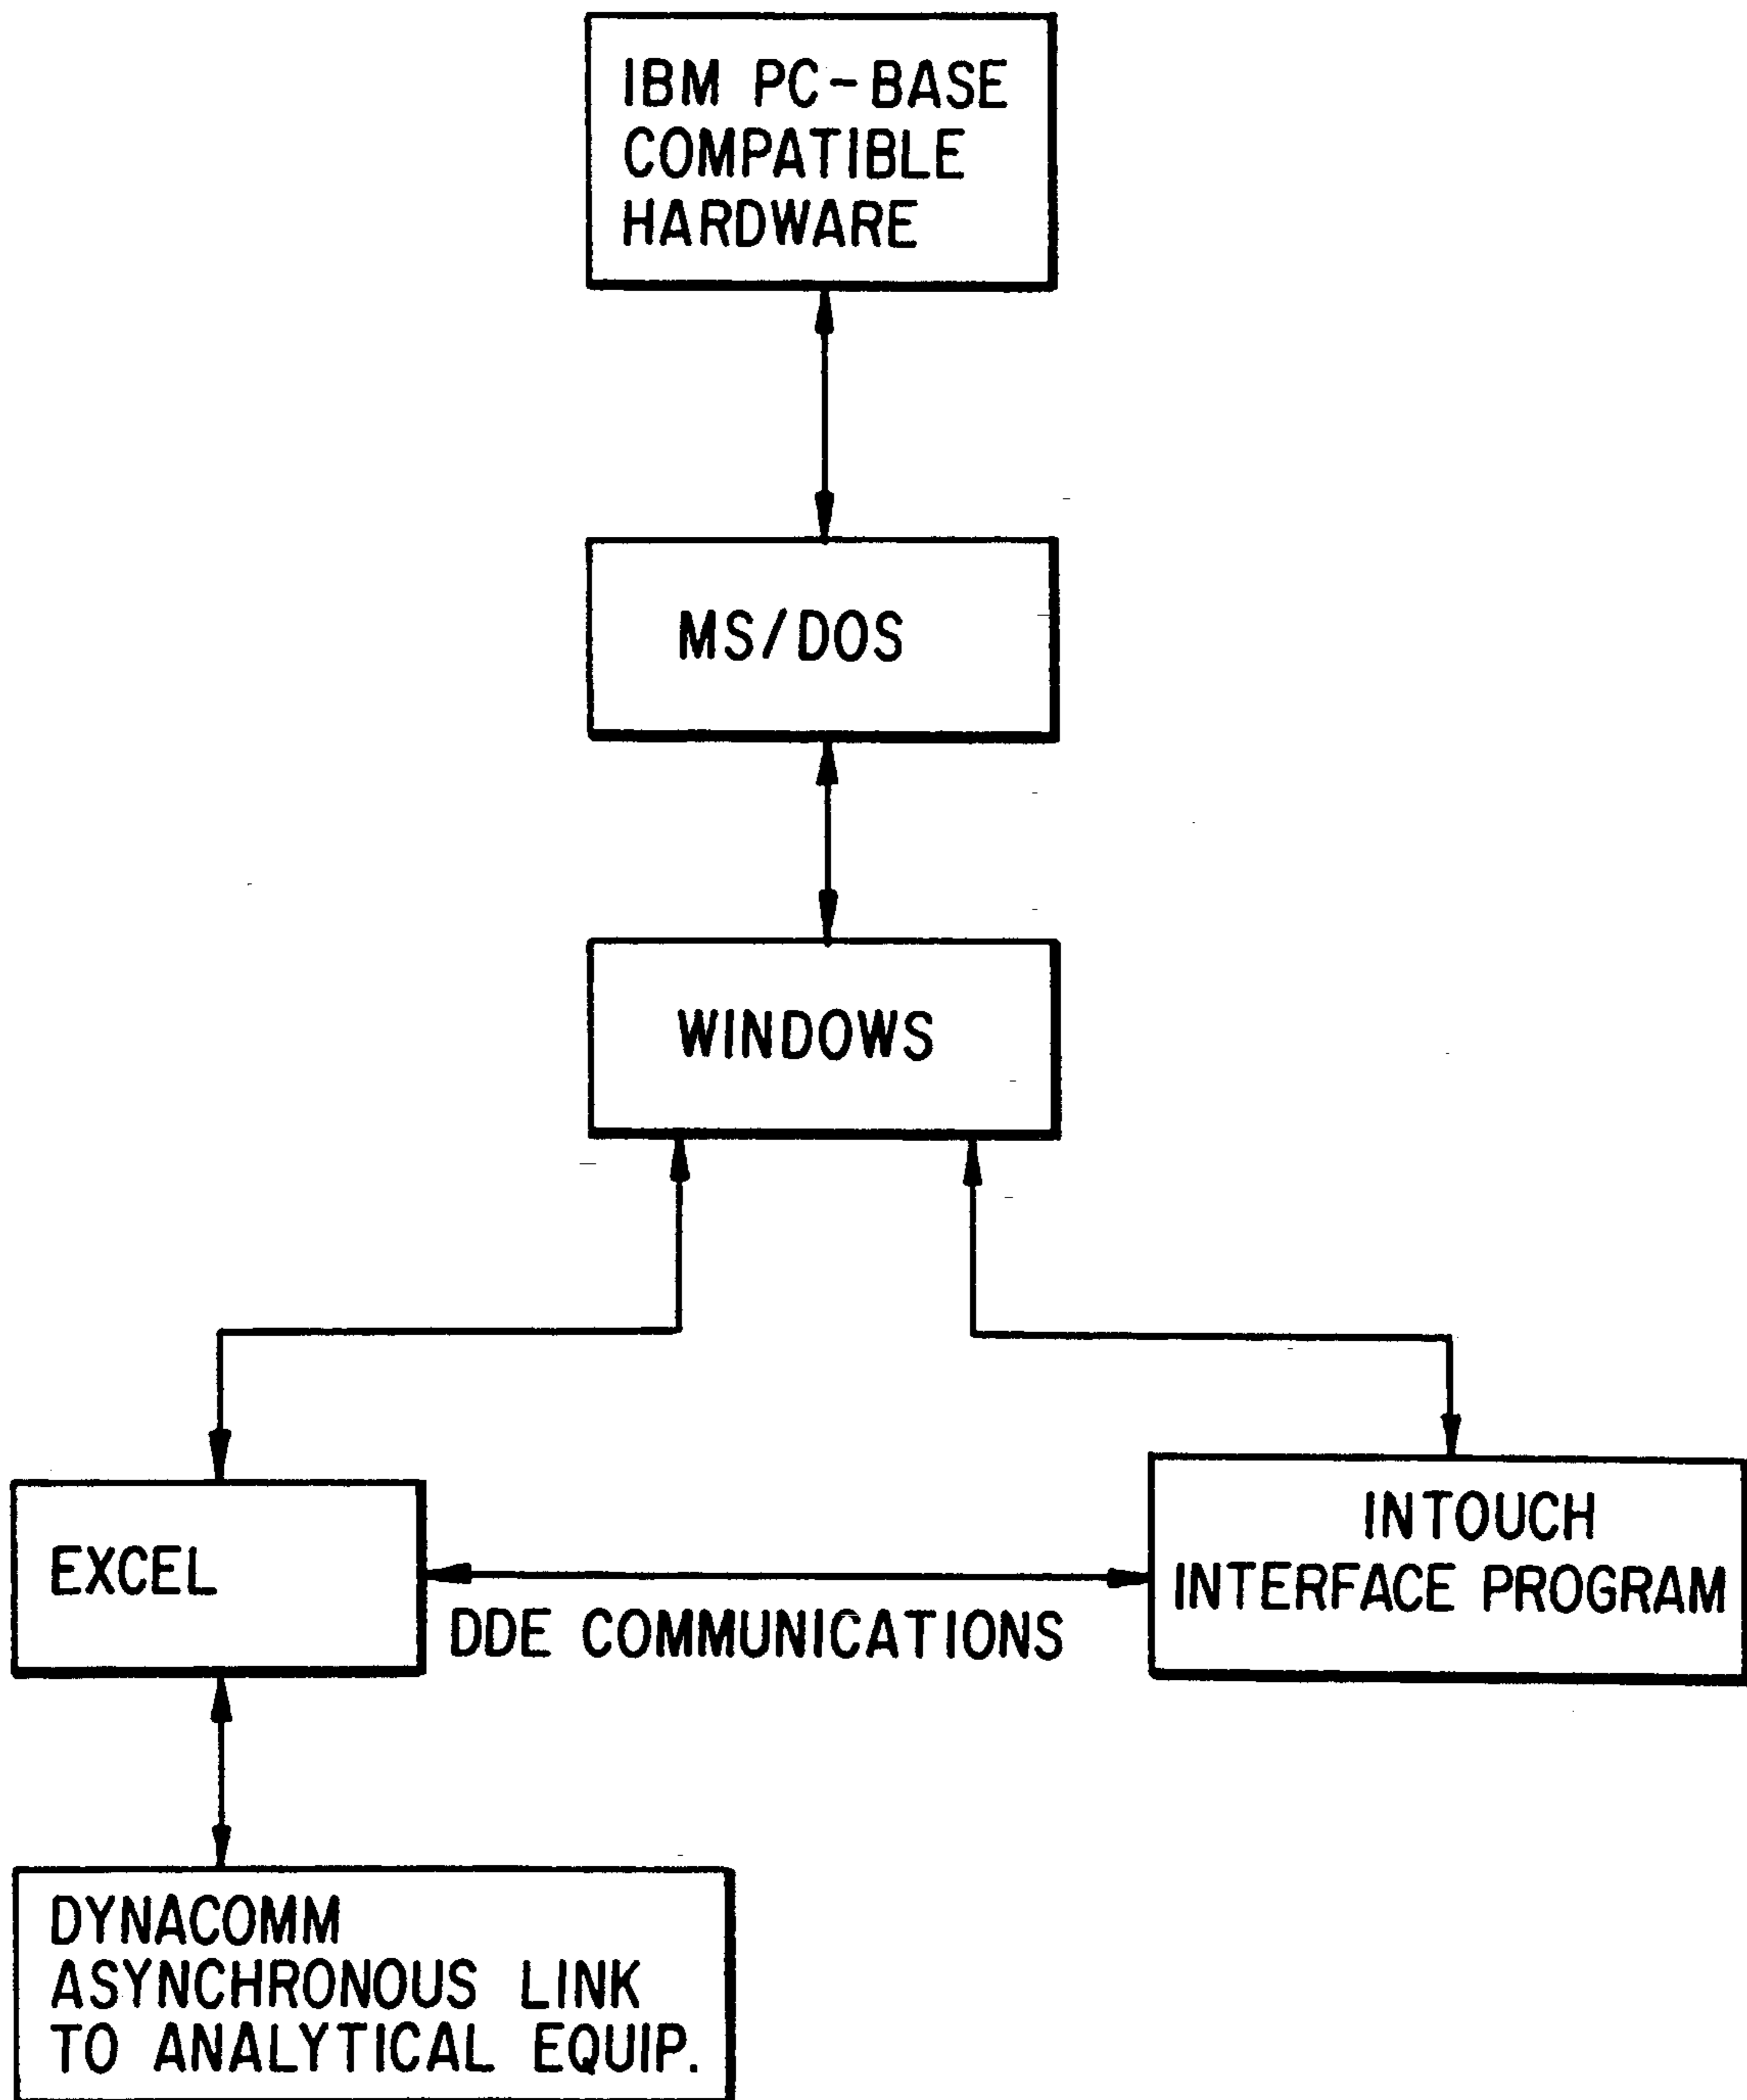 IBM PC-BASE
COMPATIBLE
HARDWARE
MS/DOS
WINDOWS
EXCEL
DDE COMMUNICATIONS
INTOUCH
INTERFACE PROGRAM
DYNACOMM
ASYNCHRONOUS LINK
TO ANALYTICAL EQUIP.